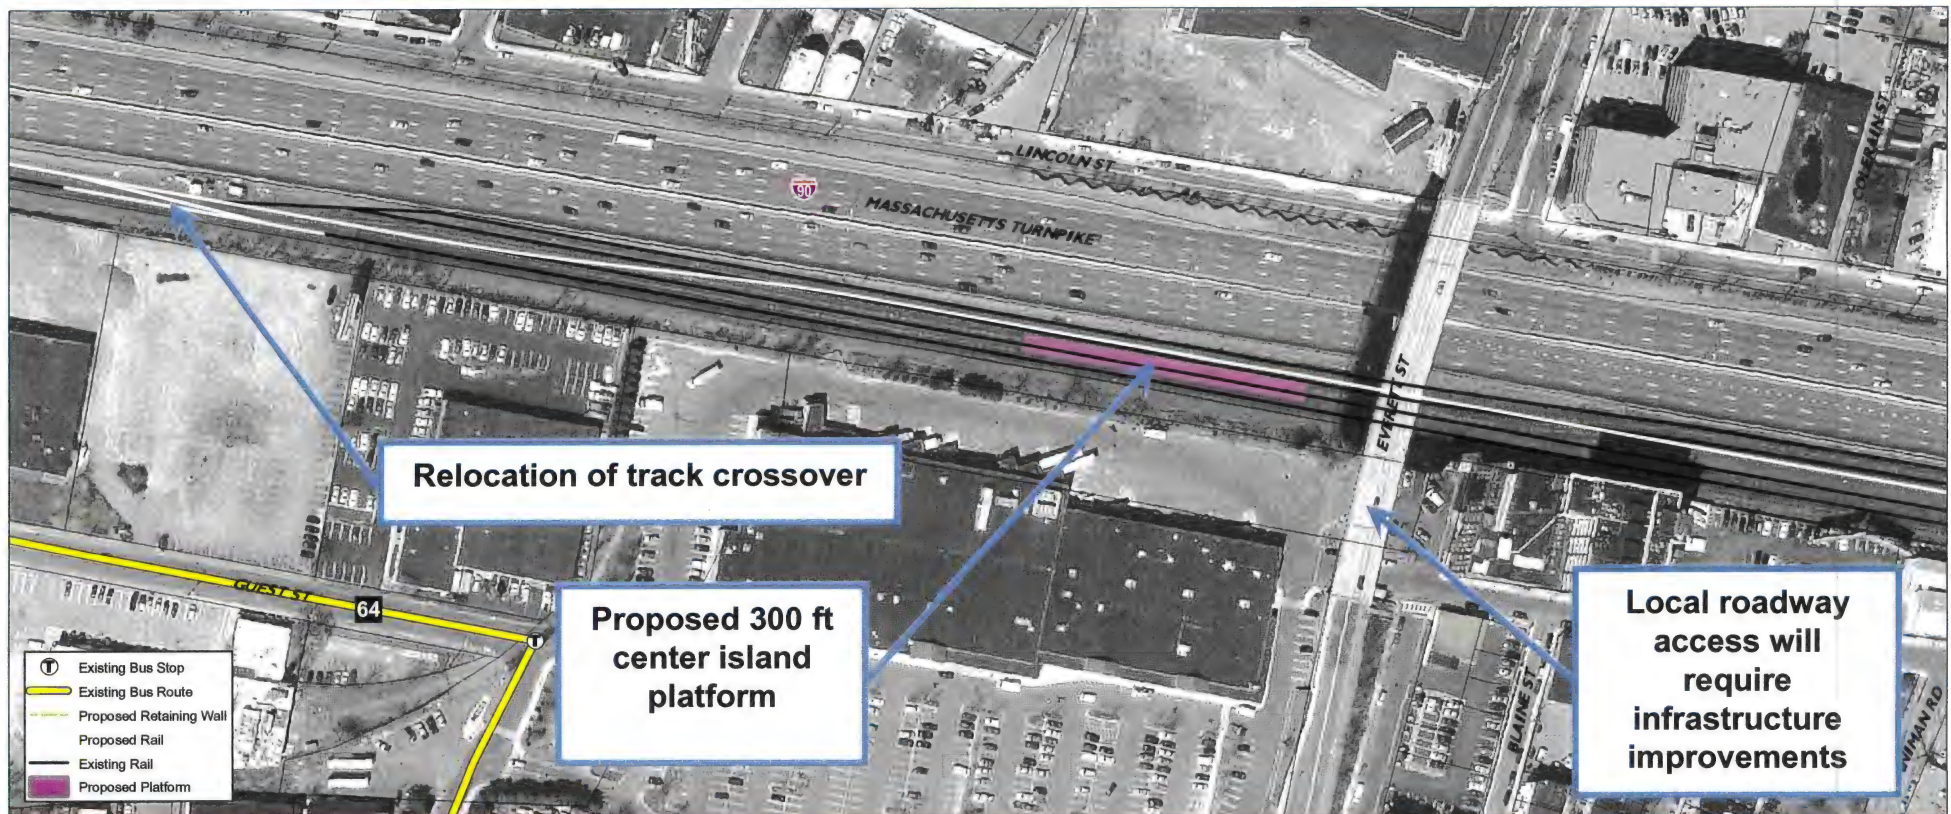 LINCOLN ST
COLERAIN ST
90
MASSACHUSETTS TURNPIKE
EVERETT ST
Relocation of track crossover
Proposed 300 ft
center island
platform
Local roadway
access will
require
infrastructure
improvements
GUEST ST
64
T
BLAINE ST
RD
T Existing Bus Stop
Existing Bus Route
Proposed Retaining Wall
Proposed Rail
Existing Rail
Proposed Platform